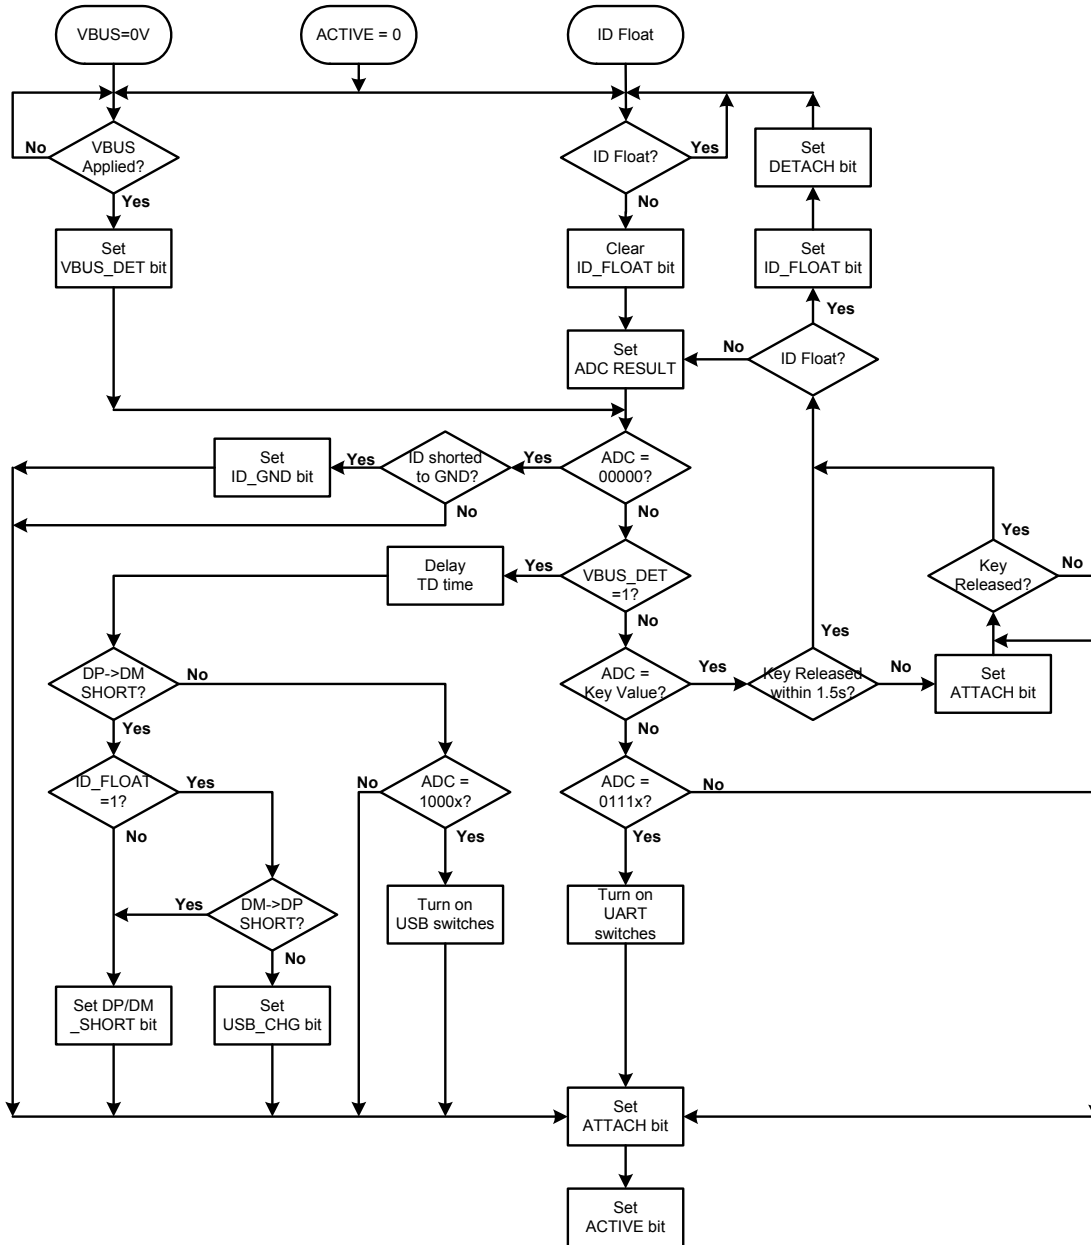 VBUS=0V
ACTIVE = 0
ID Float
No
VBUS
Applied?
Yes
ID Float?
Yes
No
Set
DETACH bit
Set
VBUS_DET bit
Clear
ID_FLOAT bit
Set
ID_FLOAT bit
Yes
Set
ADC RESULT
No
ID Float?
Set
ID_GND bit
Yes
ID shorted
to GND?
No
Yes
ADC =
00000?
No
Delay
TD time
Yes
VBUS_DET
=1?
No
Yes
Key
Released?
No
DP->DM
SHORT?
No
Yes
ADC =
Key Value?
Yes
No
Yes
Key Released
within 1.5s?
No
Set
ATTACH bit
ID_FLOAT
=1?
Yes
No
No
ADC =
1000x?
Yes
ADC =
0111x?
No
Yes
Yes
DM->DP
SHORT?
No
Turn on
USB switches
Turn on
UART
switches
Set DP/DM
_SHORT bit
Set
USB_CHG bit
Set
ATTACH bit
Set
ACTIVE bit